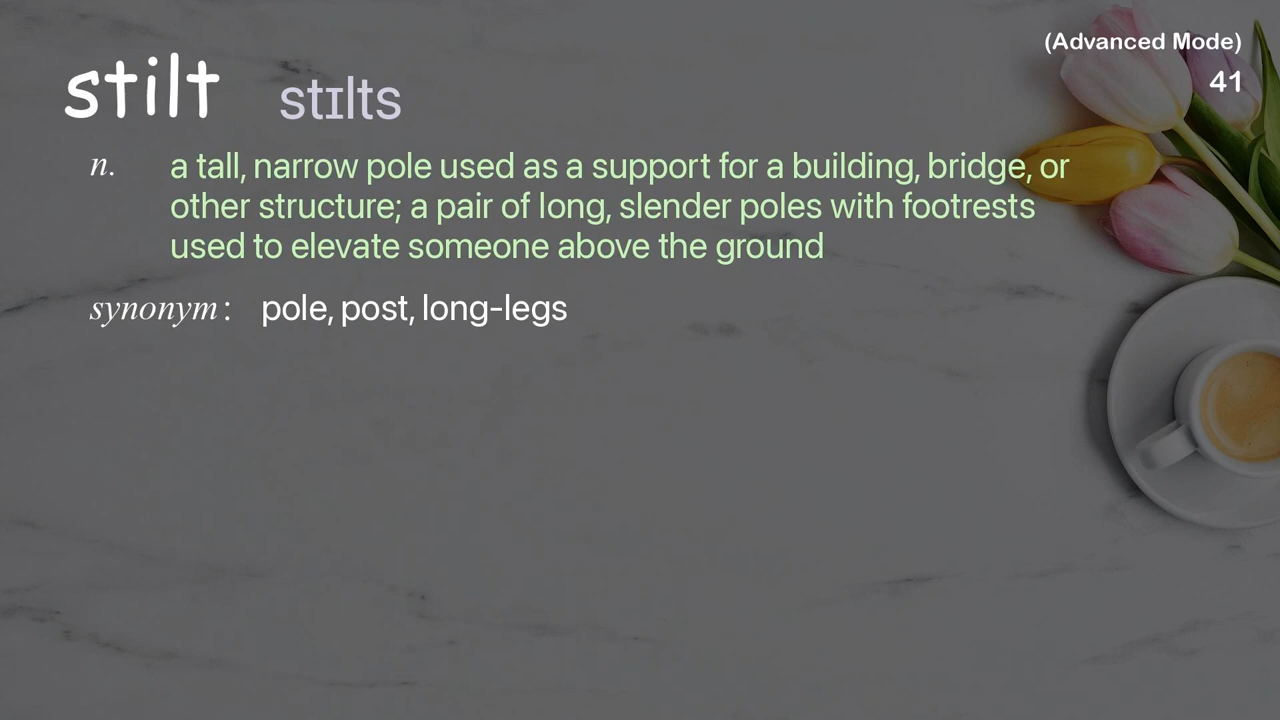 (Advanced Mode)
41
stilt stɪlts
n. a tall, narrow pole used as a support for a building, bridge, or
other structure; a pair of long, slender poles with footrests
used to elevate someone above the ground
synonym : pole, post, long-legs